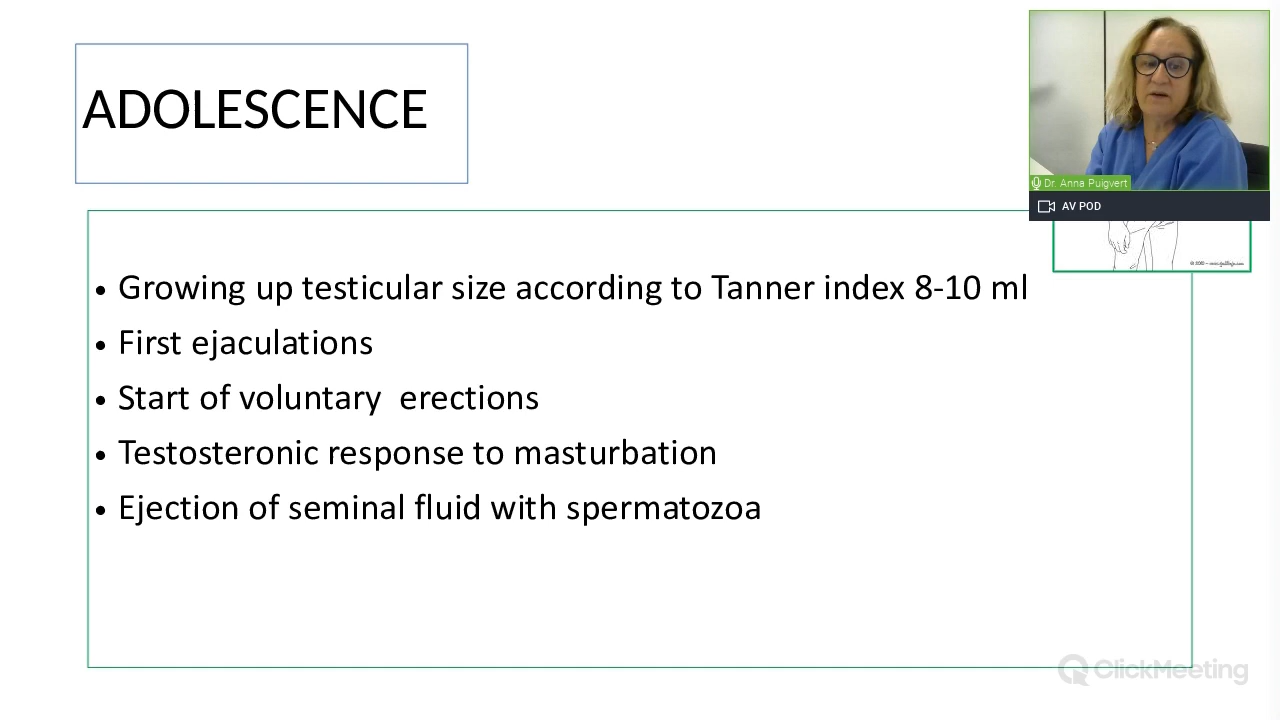 ADOLESCENCE
Dr. Anna Puigvert
AV POD
• Growing up testicular size according to Tanner index 8-10 ml
• First ejaculations
• Start of voluntary  erections
• Testosteronic response to masturbation
• Ejection of seminal fluid with spermatozoa
ClickMeeting